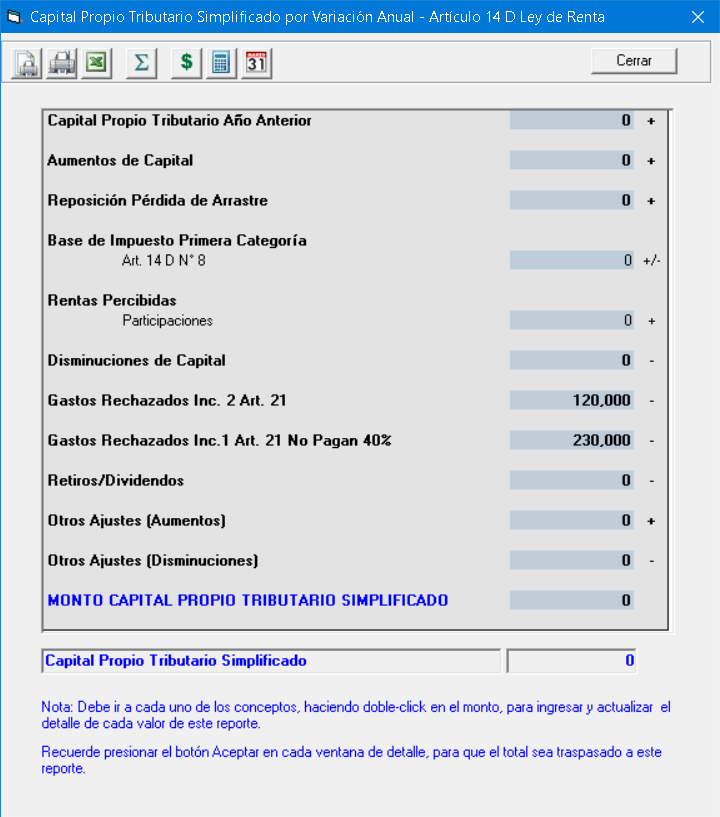 Capital Propio Tributario Simplificado por Variación Anual - Artículo 14 D Ley de Renta
Σ $ 31 Cerrar
Capital Propio Tributario Año Anterior 0 +
Aumentos de Capital 0 +
Reposición Pérdida de Arrastre 0 +
Base de Impuesto Primera Categoría
Art. 14 D N° 8 0 +/-
Rentas Percibidas
Participaciones 0 +
Disminuciones de Capital 0 -
Gastos Rechazados Inc. 2 Art. 21 120,000 -
Gastos Rechazados Inc.1 Art. 21 No Pagan 40% 230,000 -
Retiros/Dividendos 0 -
Otros Ajustes (Aumentos) 0 +
Otros Ajustes (Disminuciones) 0 -
MONTO CAPITAL PROPIO TRIBUTARIO SIMPLIFICADO 0
Capital Propio Tributario Simplificado 0
Nota: Debe ir a cada uno de los conceptos, haciendo doble-click en el monto, para ingresar y actualizar el
detalle de cada valor de este reporte.
Recuerde presionar el botón Aceptar en cada ventana de detalle, para que el total sea traspasado a este
reporte.